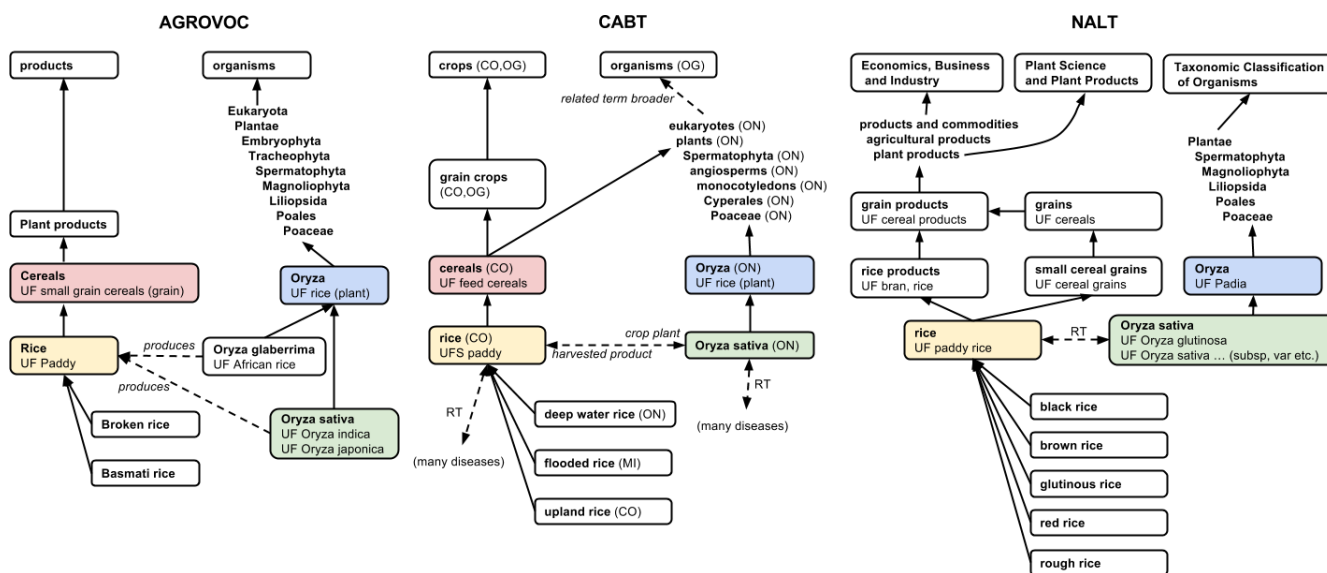 AGROVOC
products
organisms
Eukaryota
Plantae
Embryophyta
Tracheophyta
Spermatophyta
Magnoliophyta
Liliopsida
Poales
Poaceae
Plant products
Cereals
UF small grain cereals (grain)
Oryza
UF rice (plant)
Rice
UF Paddy
produces
Oryza glaberrima
UF African rice
produces
Broken rice
Basmati rice
Oryza sativa
UF Oryza indica
UF Oryza japonica
CABT
crops (CO,OG)
organisms (OG)
related term broader
eukaryotes (ON)
plants (ON)
Spermatophyta (ON)
angiosperms (ON)
monocotyledons (ON)
Cyperales (ON)
Poaceae (ON)
grain crops
(CO,OG)
cereals (CO)
UF feed cereals
Oryza (ON)
UF rice (plant)
rice (CO)
UFS paddy
crop plant
harvested product
Oryza sativa (ON)
RT
(many diseases)
RT
(many diseases)
deep water rice (ON)
flooded rice (MI)
upland rice (CO)
NALT
Economics, Business
and Industry
Plant Science
and Plant Products
Taxonomic Classification
of Organisms
products and commodities
agricultural products
plant products
Plantae
Spermatophyta
Magnoliophyta
Liliopsida
Poales
Poaceae
grain products
UF cereal products
grains
UF cereals
rice products
UF bran, rice
small cereal grains
UF cereal grains
Oryza
UF Padia
rice
UF paddy rice
RT
Oryza sativa
UF Oryza glutinosa
UF Oryza sativa ... (subsp, var etc.)
black rice
brown rice
glutinous rice
red rice
rough rice